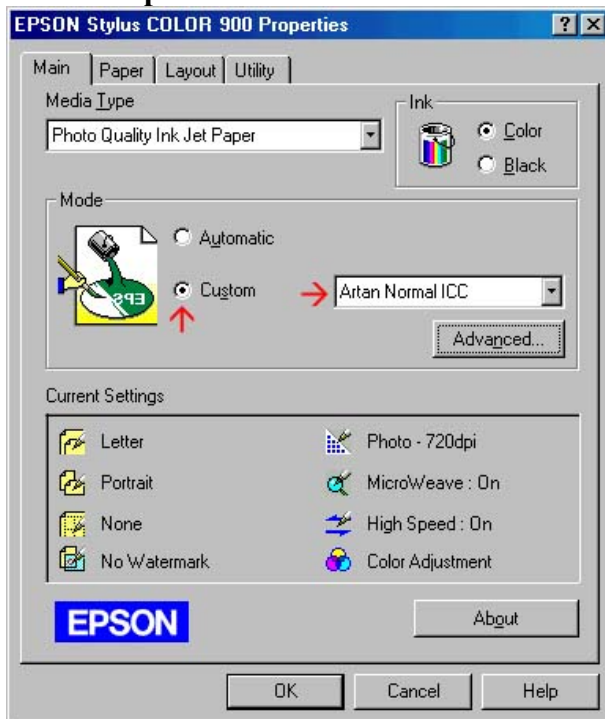 EPSON Stylus COLOR 900 Properties
Main Paper Layout Utility
Media Type
Photo Quality Ink Jet Paper
Ink
Color
Black
Mode
Automatic
Custom
Artan Normal ICC
Advanced...
Current Settings
Letter Photo - 720dpi
Portrait MicroWeave : On
None High Speed : On
No Watermark Color Adjustment
EPSON
About
OK Cancel Help